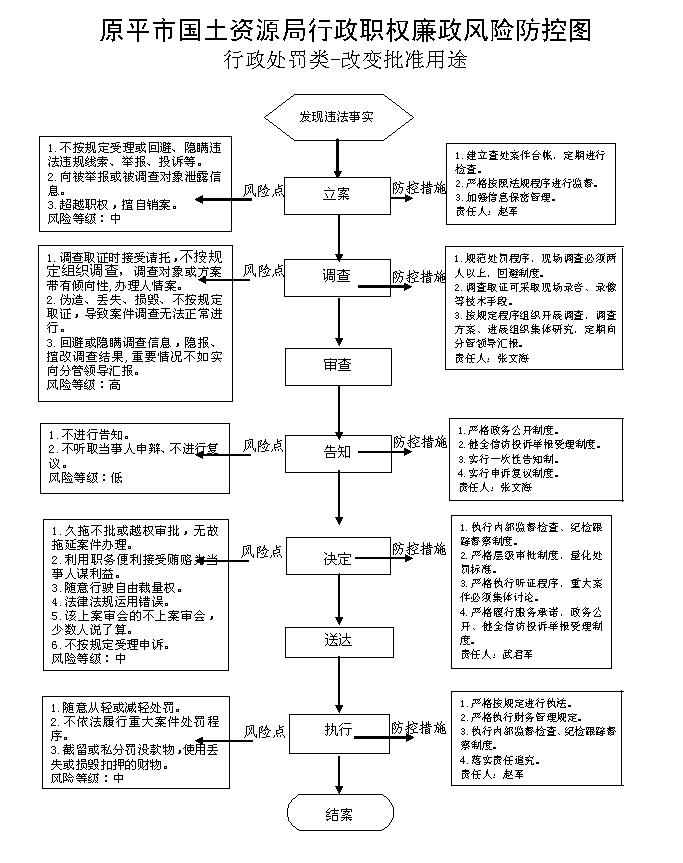 原平市国土资源局行政职权廉政风险防控图
行政处罚类-改变批准用途
发现违法事实
1.不按规定受理或回避、隐瞒违
法违规线索、举报、投诉等。
2.向被举报或被调查对象泄露信
息。
3.超越职权，擅自销案。
风险等级：中
风险点
立案
防控措施
1.建立查处案件台帐，定期进行
检查。
2.严格按照法规程序进行监督。
3.加强信息保密管理。
责任人：赵军
1.调查取证时接受请托，不按规
定组织调查，调查对象或方案
带有倾向性,办理人情案。
2.伪造、丢失、损毁、不按规定
取证，导致案件调查无法正常进
行。
3.回避或隐瞒调查信息，隐报、
擅改调查结果,重要情况不如实
向分管领导汇报。
风险等级：高
风险点
调查
防控措施
1.规范处罚程序，现场调查必须两
人以上，回避制度。
2.调查取证可采取现场录音、录像
等技术手段。
3.按规定程序组织开展调查，调查
方案、进展组织集体研究，定期向
分管领导汇报。
责任人：张文海
审查
1.不进行告知。
2.不听取当事人申辩、不进行复
议。
风险等级：低
风险点
告知
防控措施
1.严格政务公开制度。
2.健全信访投诉举报受理制度。
3.实行一次性告知制。
4.实行申诉复议制度。
责任人：张文海
1.久拖不批或越权审批，无故
拖延案件办理。
2.利用职务便利接受贿赂为当
事人谋利益。
3.随意行驶自由裁量权。
4.法律法规运用错误。
5.该上案审会的不上案审会，
少数人说了算。
6.不按规定受理申诉。
风险等级：中
风险点
决定
防控措施
1.执行内部监督检查、纪检跟
踪督察制度。
2.严格层级审批制度，量化处
罚标准。
3.严格执行听证程序，重大案
件必须集体讨论。
4.严格履行服务承诺，政务公
开、健全信访投诉举报受理制
度。
责任人：武启军
送达
1.随意从轻或减轻处罚。
2.不依法履行重大案件处罚程
序。
3.截留或私分罚没款物,使用丢
失或损毁扣押的财物。
风险等级：中
风险点
执行
防控措施
1.严格按规定进行执法。
2.严格执行财务管理规定。
3.执行内部监督检查、纪检跟踪督
察制度。
4.落实责任追究。
责任人：赵军
结案